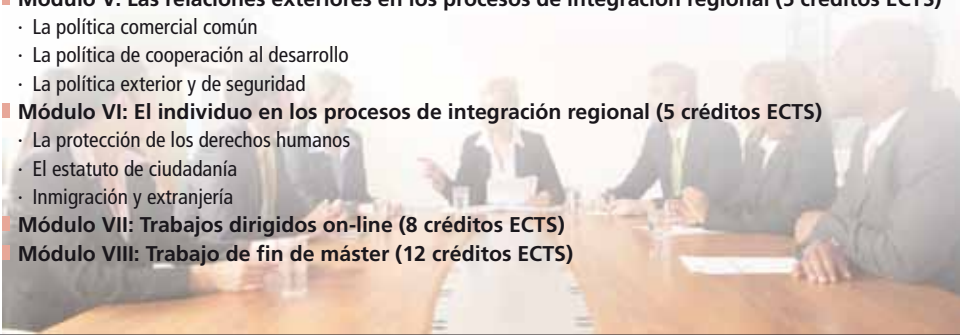 Módulo V: Las relaciones exteriores en los procesos de integración regional (5 créditos ECTS)
· La política comercial común
· La política de cooperación al desarrollo
· La política exterior y de seguridad
Módulo VI: El individuo en los procesos de integración regional (5 créditos ECTS)
· La protección de los derechos humanos
· El estatuto de ciudadanía
· Inmigración y extranjería
Módulo VII: Trabajos dirigidos on-line (8 créditos ECTS)
Módulo VIII: Trabajo de fin de máster (12 créditos ECTS)